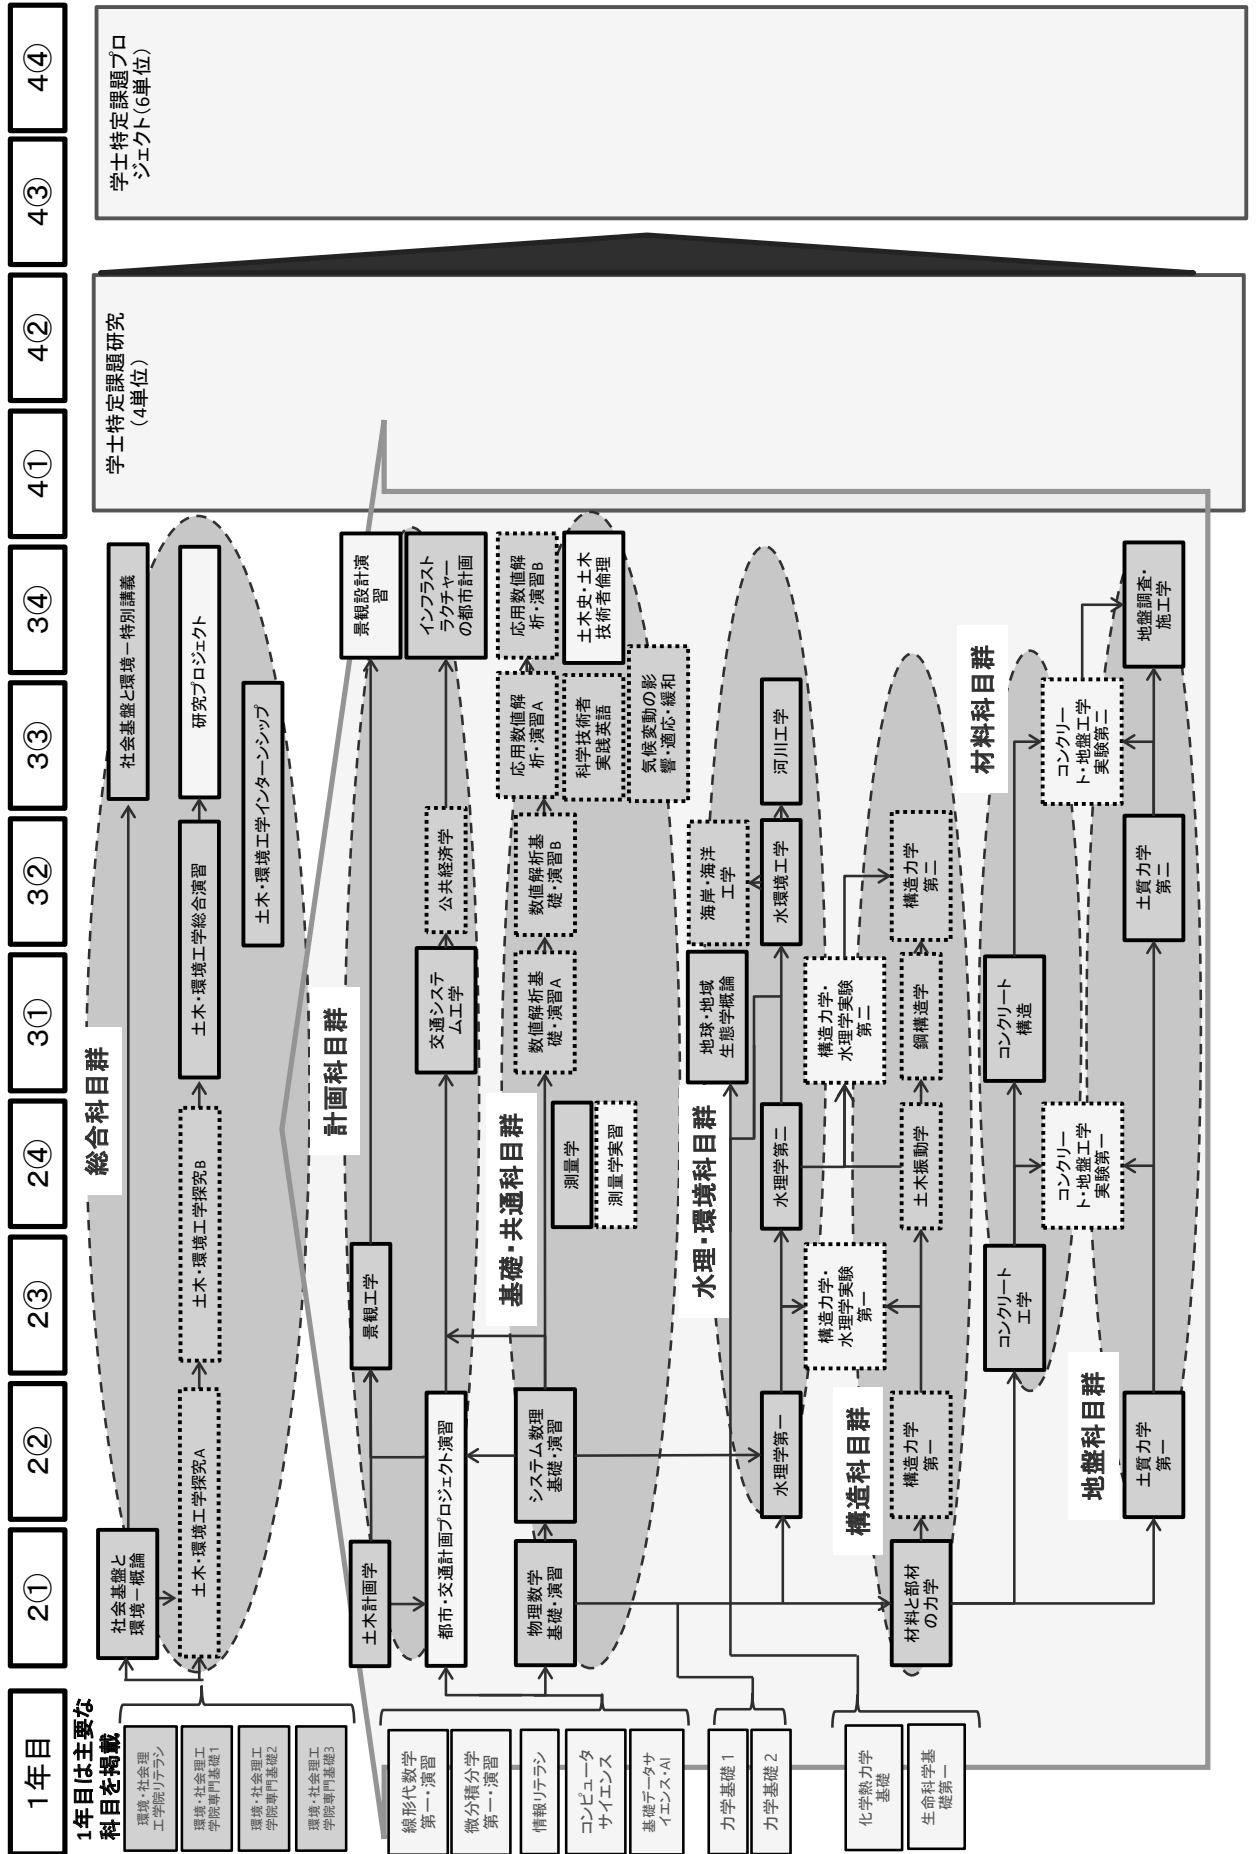 1年目
2①
2②
2③
2④
3①
3②
3③
3④
4①
4②
4③
4④
1年目は主要な
科目を掲載
環境・社会理
工学院リテラシ
環境・社会理工
学院専門基礎1
環境・社会理工
学院専門基礎2
環境・社会理工
学院専門基礎3
線形代数学
第一・演習
微分積分学
第一・演習
情報リテラシ
コンピュータ
サイエンス
基礎データサ
イエンス・AI
力学基礎1
力学基礎2
化学熱力学
基礎
生命科学基
礎第一
総合科目群
社会基盤と
環境－概論
社会基盤と環境－特別講義
土木・環境工学探究A
土木・環境工学探究B
土木・環境工学総合演習
研究プロジェクト
土木・環境工学インターンシップ
計画科目群
土木計画学
景観工学
景観設計演
習
都市・交通計画プロジェクト演習
交通システ
ム工学
公共経済学
インフラスト
ラクチャー
の都市計画
基礎・共通科目群
物理数学
基礎・演習
システム数理
基礎・演習
数値解析基
礎・演習A
数値解析基
礎・演習B
応用数値解
析・演習A
応用数値解
析・演習B
測量学
測量学実習
科学技術者
実践英語
土木史・土木
技術者倫理
気候変動の影
響・適応・緩和
水理・環境科目群
地球・地域
生態学概論
海岸・海洋
工学
水理学第一
水理学第二
水環境工学
河川工学
構造力学・
水理学実験
第一
構造力学・
水理学実験
第二
構造科目群
材料と部材
の力学
構造力学
第一
土木振動学
鋼構造学
構造力学
第二
材料科目群
コンクリート
工学
コンクリート
構造
コンクリー
ト・地盤工学
実験第一
コンクリー
ト・地盤工学
実験第二
地盤科目群
土質力学
第一
土質力学
第二
地盤調査・
施工学
学士特定課題研究
（4単位）
学士特定課題プロ
ジェクト（6単位）